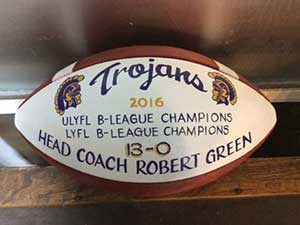 Trojans
2016
ULYFL B-LEAGUE CHAMPIONS
LYFL B-LEAGUE CHAMPIONS
13-0
HEAD COACH ROBERT GREEN